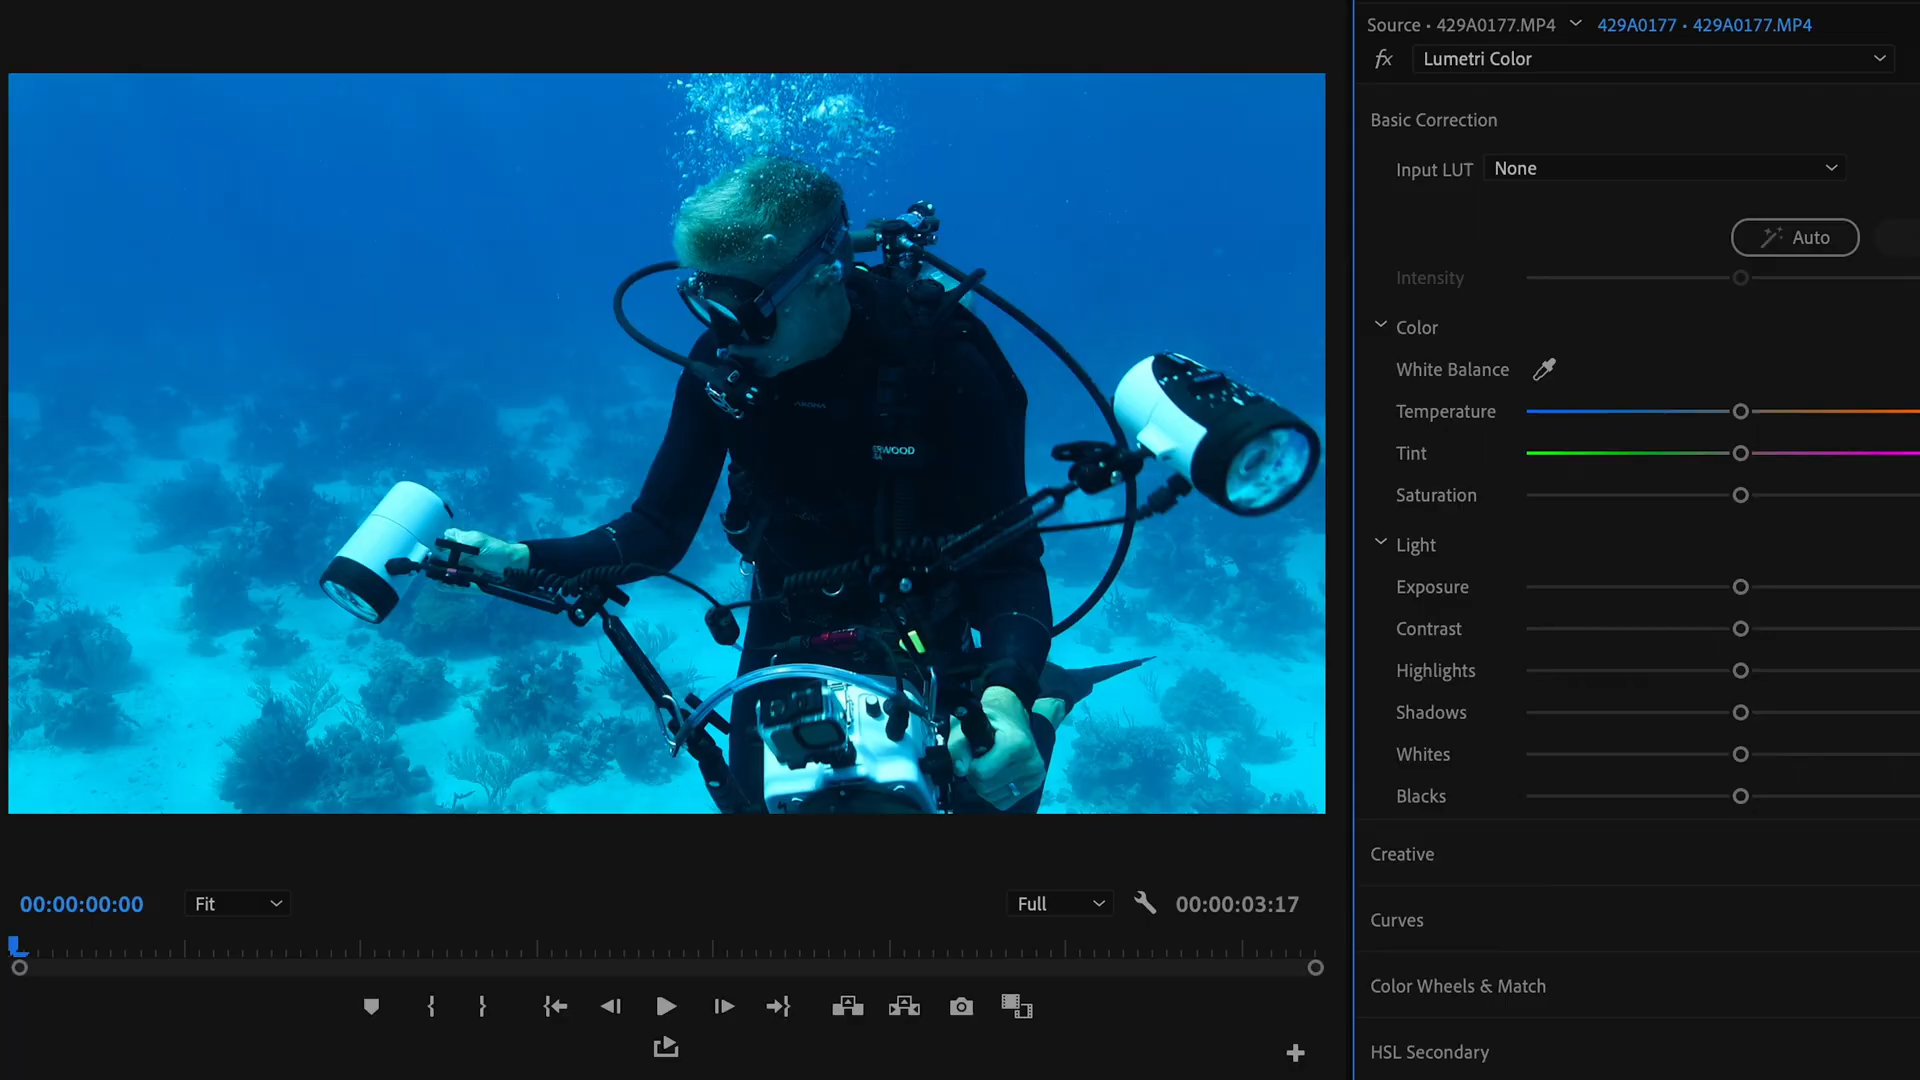 Source • 429A0177.MP4
429A0177 • 429A0177.MP4
fx
Lumetri Color
Basic Correction
Input LUT
None
Auto
Intensity
Color
White Balance
Temperature
Tint
Saturation
Light
Exposure
Contrast
Highlights
Shadows
Whites
Blacks
Creative
Curves
Color Wheels & Match
HSL Secondary
ERWOOD
00:00:00:00
Fit
Full
00:00:03:17